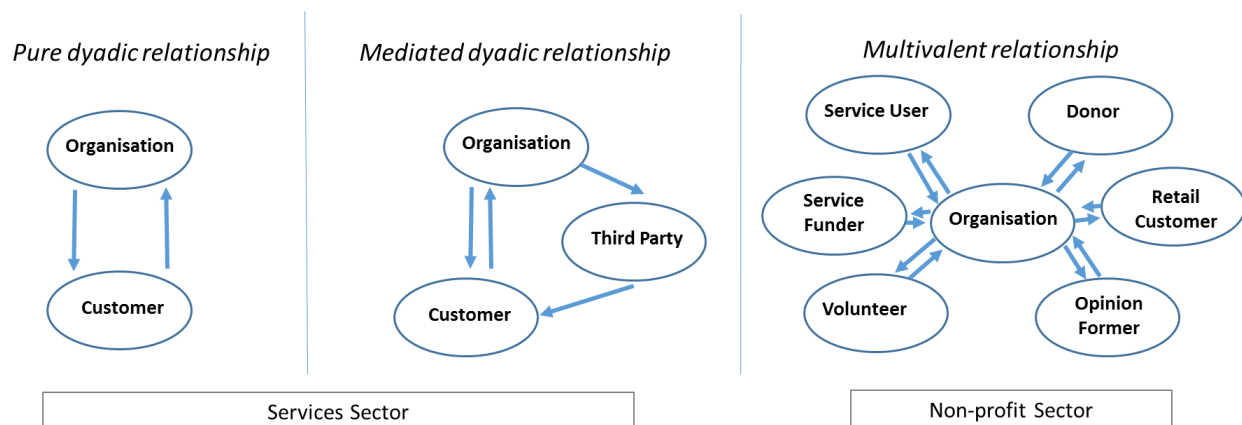 Pure dyadic relationship
Organisation
Customer
Mediated dyadic relationship
Organisation
Third Party
Customer
Multivalent relationship
Service User
Donor
Service
Funder
Organisation
Retail
Customer
Volunteer
Opinion
Former
Services Sector
Non-profit Sector